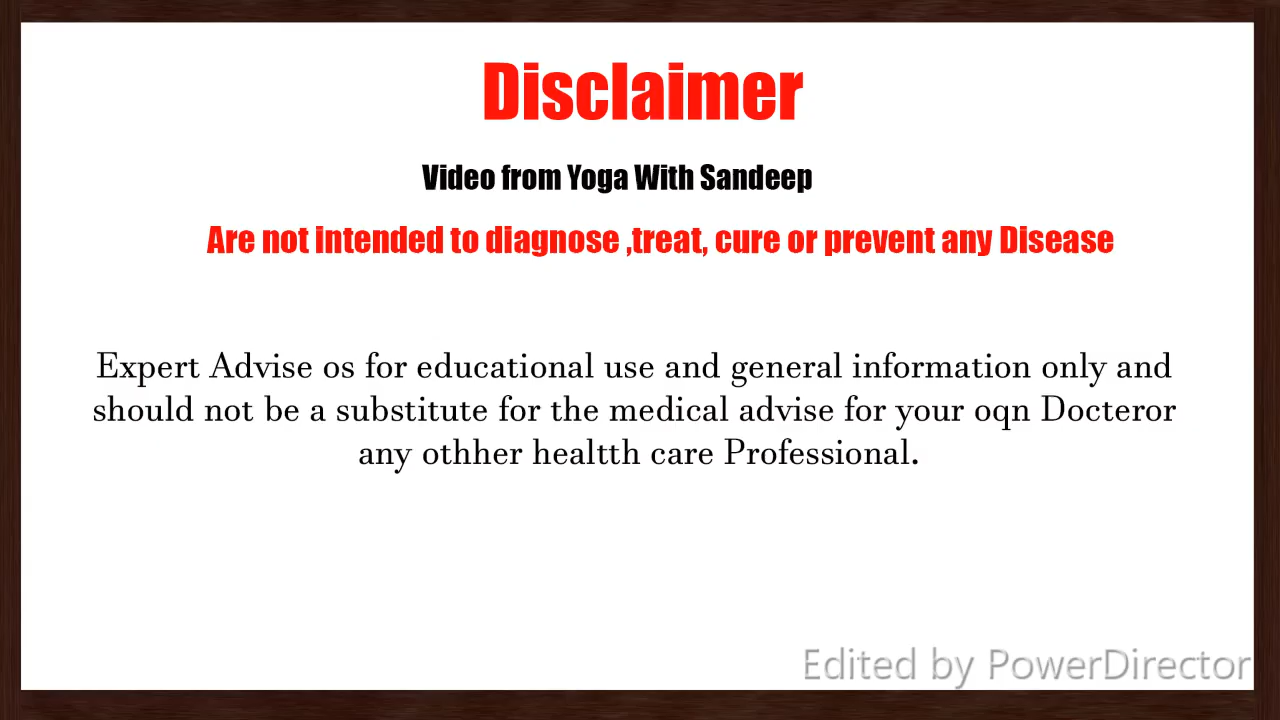 Disclaimer
Video from Yoga With Sandeep
Are not intended to diagnose ,treat, cure or prevent any Disease
Expert Advise os for educational use and general information only and
should not be a substitute for the medical advise for your oqn Docteror
any othher healtth care Professional.
Edited by PowerDirector